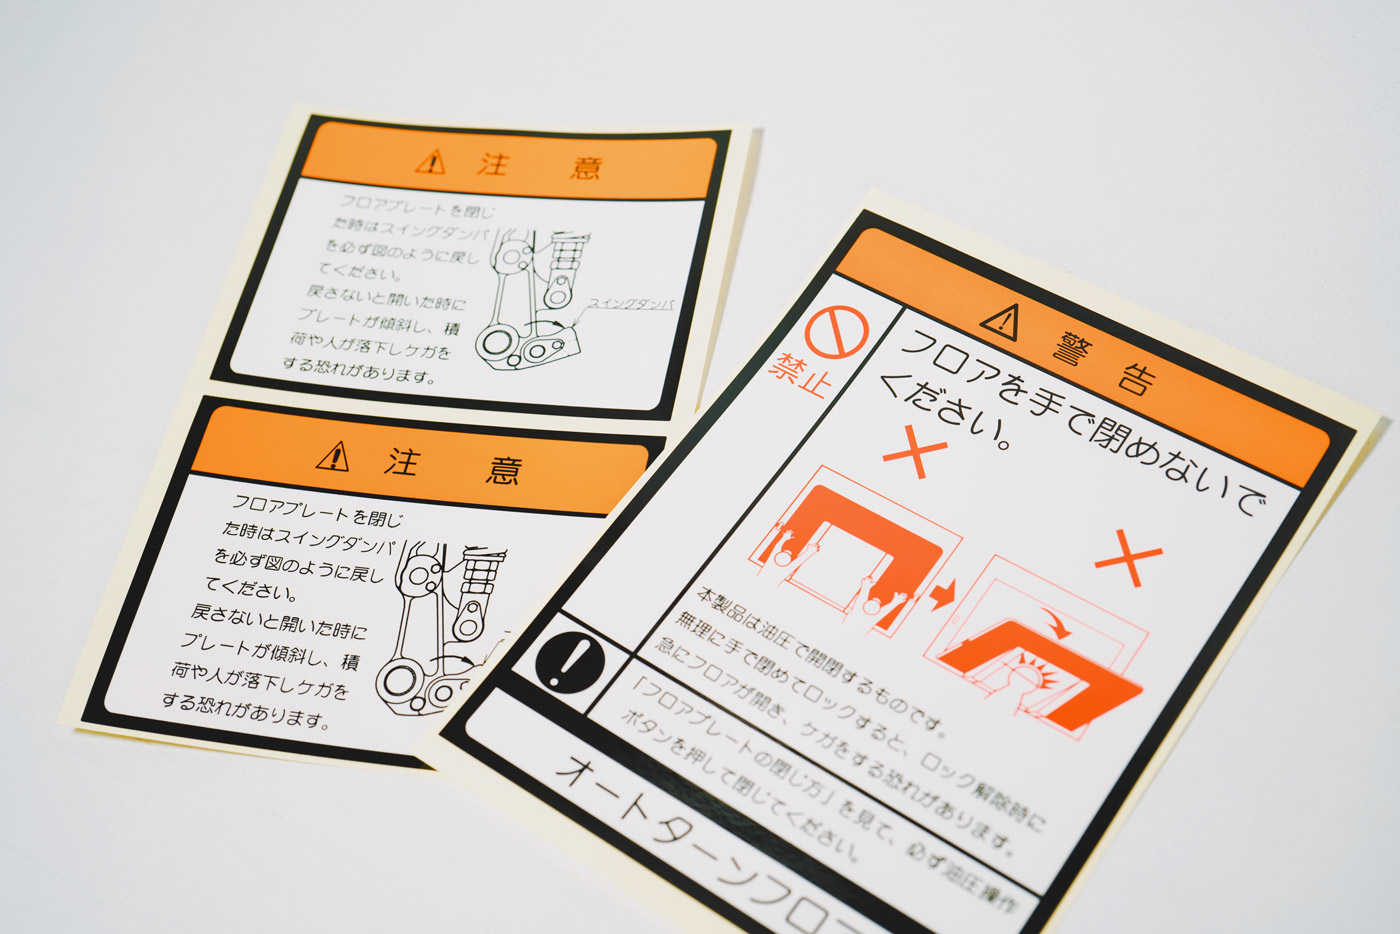 注 意
フロアプレートを閉じ
た時はスイングダンパ
を必ず図のように戻し
てください。
戻さないと開いた時に
プレートが傾斜し、積
荷や人が落下しケガを
する恐れがあります。
スイングダンパ
注 意
フロアプレートを閉じ
た時はスイングダンパ
を必ず図のように戻し
てください。
戻さないと開いた時に
プレートが傾斜し、積
荷や人が落下しケガを
する恐れがあります。
警 告
禁止
フロアを手で閉めないで
ください。
本製品は油圧で開閉するものです。
無理に手で閉めてロックすると、ロック解除時に
急にフロアが開き、ケガをする恐れがあります。
「フロアプレートの閉じ方」を見て、必ず油圧操作
ボタンを押して閉じてください。
オートターンフロア